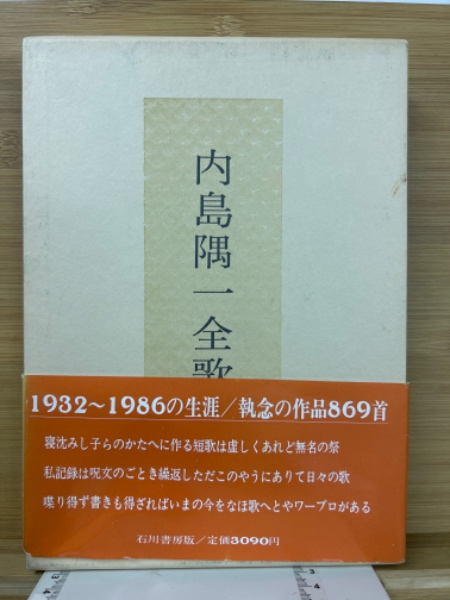 内島隅一全歌
1932～1986の生涯/執念の作品869首
寝沈みし子らのかたへに作る短歌は虚しくあれど無名の祭
私記録は呪文のごとき繰返しただこのやうにありて日々の歌
喋り得ず書きも得ざればいまの今をなほ歌へとやワープロがある
石川書房版/定価3090円